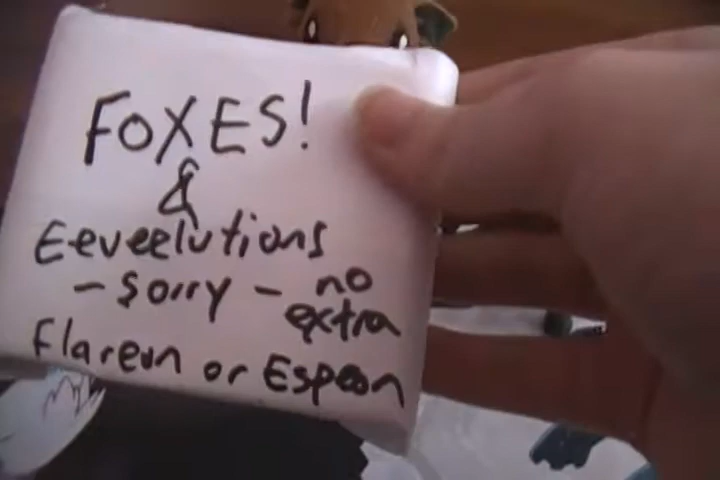 FOXES!
&
Eeveelutions
- sorry - no
extra
Flareon or Espeon